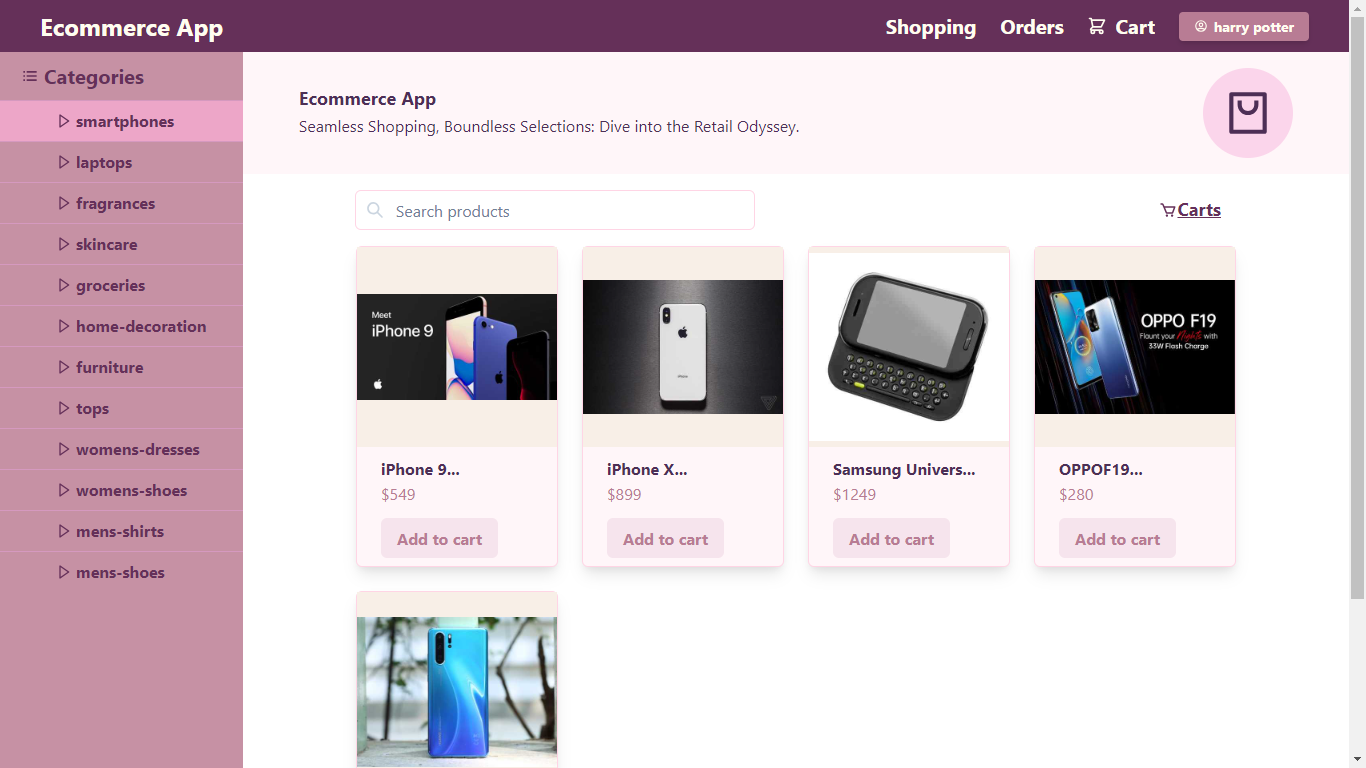 Ecommerce App
Shopping Orders Cart harry potter
Categories
smartphones
laptops
fragrances
skincare
groceries
home-decoration
furniture
tops
womens-dresses
womens-shoes
mens-shirts
mens-shoes
Ecommerce App
Seamless Shopping, Boundless Selections: Dive into the Retail Odyssey.
Search products
Carts
Meet
iPhone 9
iPhone 9...
$549
Add to cart
iPhone
iPhone X...
$899
Add to cart
Samsung Univers...
$1249
Add to cart
OPPO F19
Flaunt your Nights with
33W Flash Charge
OPPOF19...
$280
Add to cart